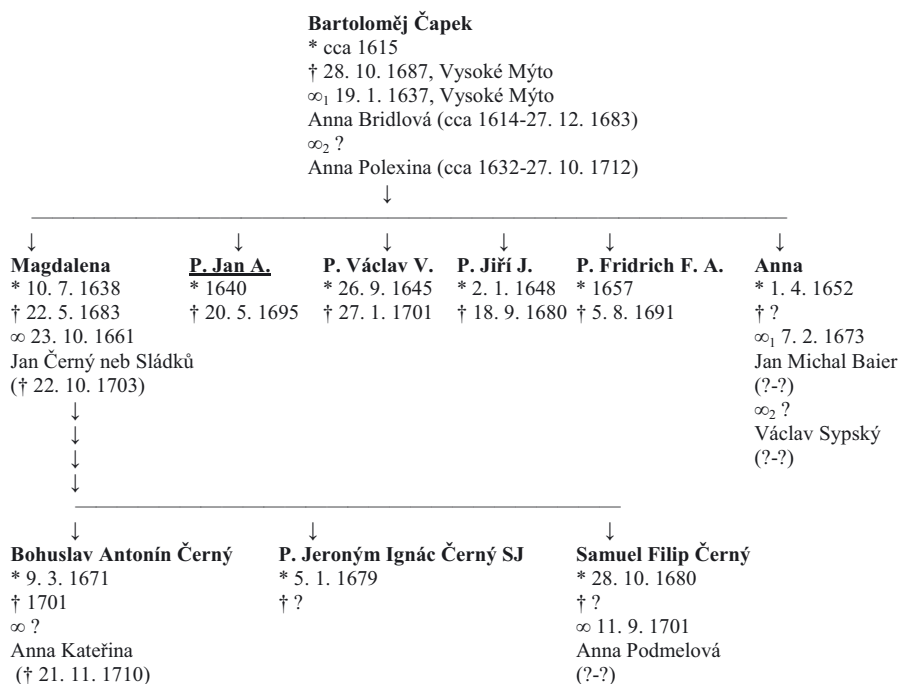 Bartoloměj Čapek
* cca 1615
† 28. 10. 1687, Vysoké Mýto
∞1 19. 1. 1637, Vysoké Mýto
Anna Bridlová (cca 1614-27. 12. 1683)
∞2 ?
Anna Polexina (cca 1632-27. 10. 1712)
↓
↓ ↓ ↓ ↓ ↓ ↓
Magdalena P. Jan A. P. Václav V. P. Jiří J. P. Fridrich F. A. Anna
* 10. 7. 1638 * 1640 * 26. 9. 1645 * 2. 1. 1648 * 1657 * 1. 4. 1652
† 22. 5. 1683 † 20. 5. 1695 † 27. 1. 1701 † 18. 9. 1680 † 5. 8. 1691 † ?
∞ 23. 10. 1661 ∞1 7. 2. 1673
Jan Černý neb Sládků Jan Michal Baier
(† 22. 10. 1703) (?-?)
↓ ∞2 ?
↓ Václav Sypský
↓ (?-?)
↓
↓ ↓ ↓
Bohuslav Antonín Černý P. Jeroným Ignác Černý SJ Samuel Filip Černý
* 9. 3. 1671 * 5. 1. 1679 * 28. 10. 1680
† 1701 † ? † ?
∞ ? ∞ 11. 9. 1701
Anna Kateřina Anna Podmelová
(† 21. 11. 1710) (?-?)